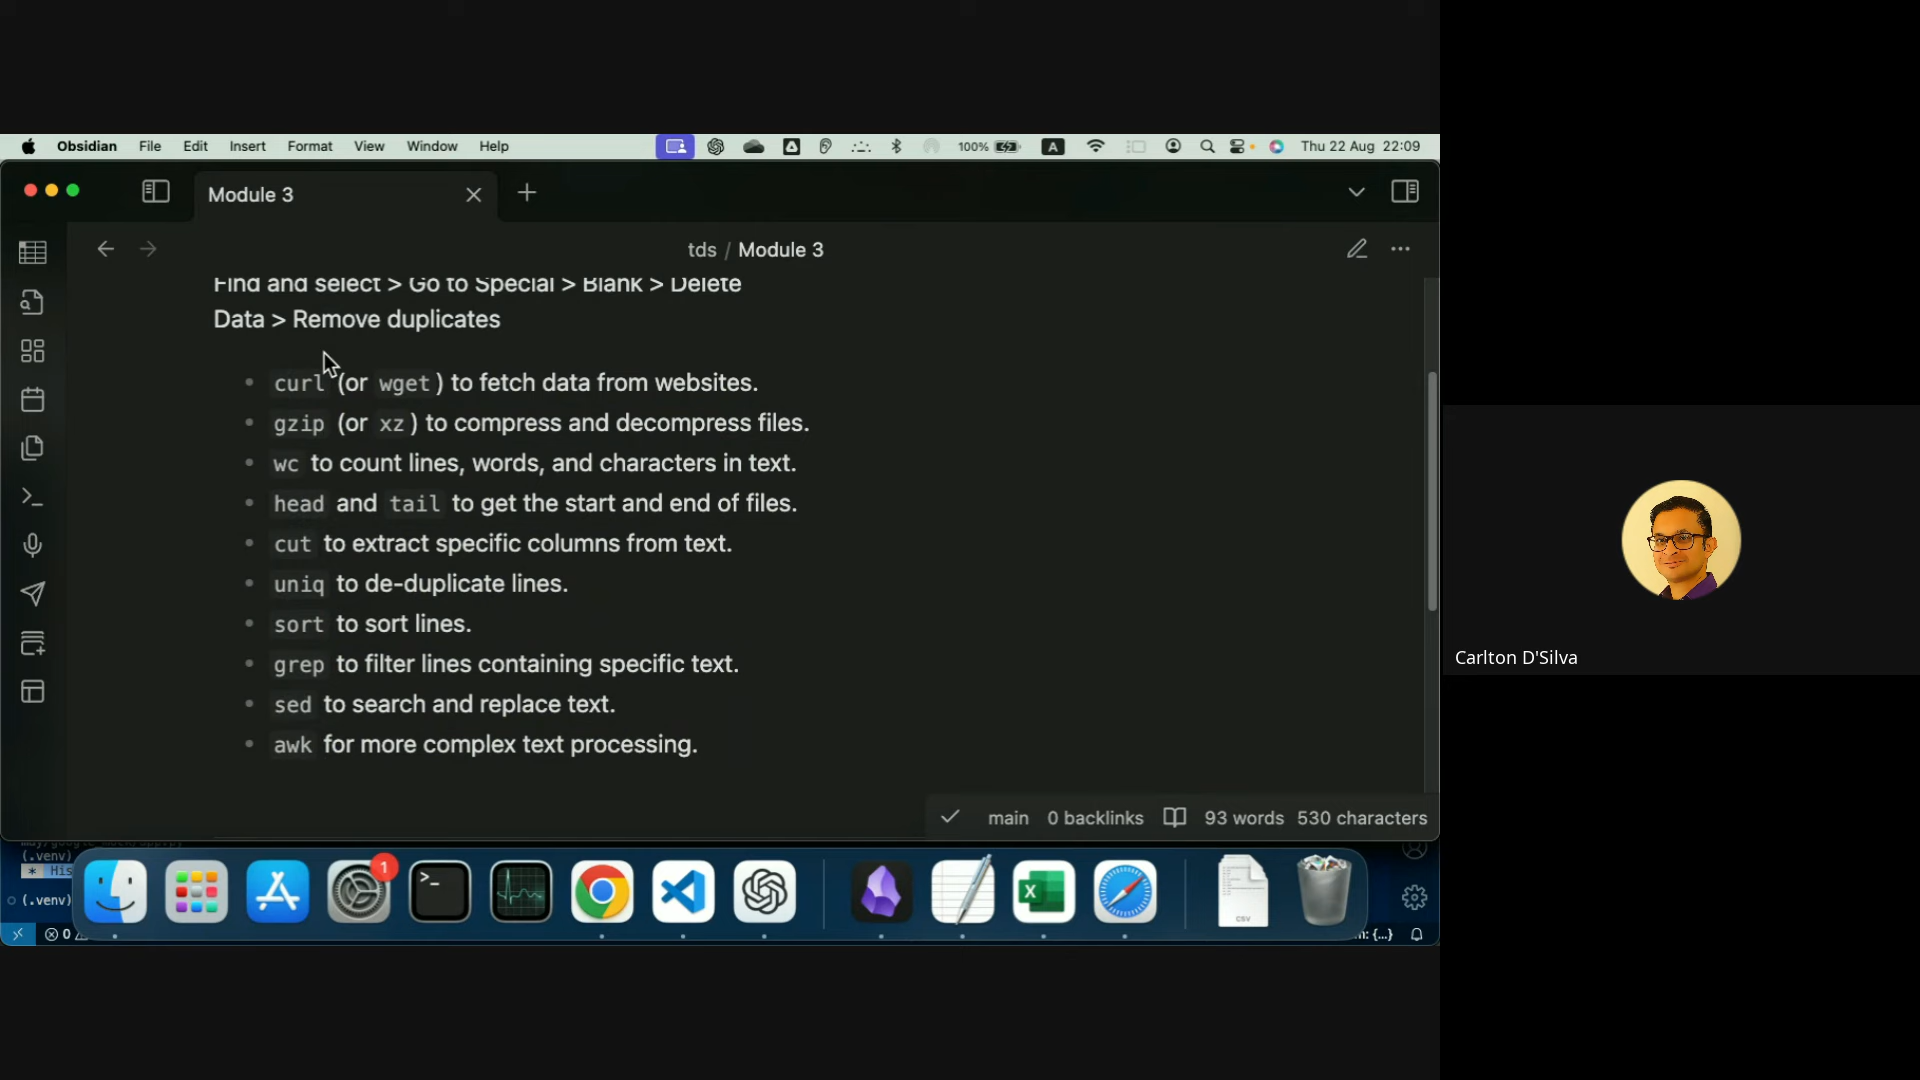 Obsidian File Edit Insert Format View Window Help 100% A Thu 22 Aug 22:09
Module 3
tds / Module 3
Find and select > Go to Special > Blank > Delete
Data > Remove duplicates
curl (or wget) to fetch data from websites.
gzip (or xz) to compress and decompress files.
wc to count lines, words, and characters in text.
head and tail to get the start and end of files.
cut to extract specific columns from text.
uniq to de-duplicate lines.
sort to sort lines.
grep to filter lines containing specific text.
sed to search and replace text.
awk for more complex text processing.
main 0 backlinks 93 words 530 characters
(.venv)
* His
(.venv)
1
CSV
0
{...}
Carlton D'Silva